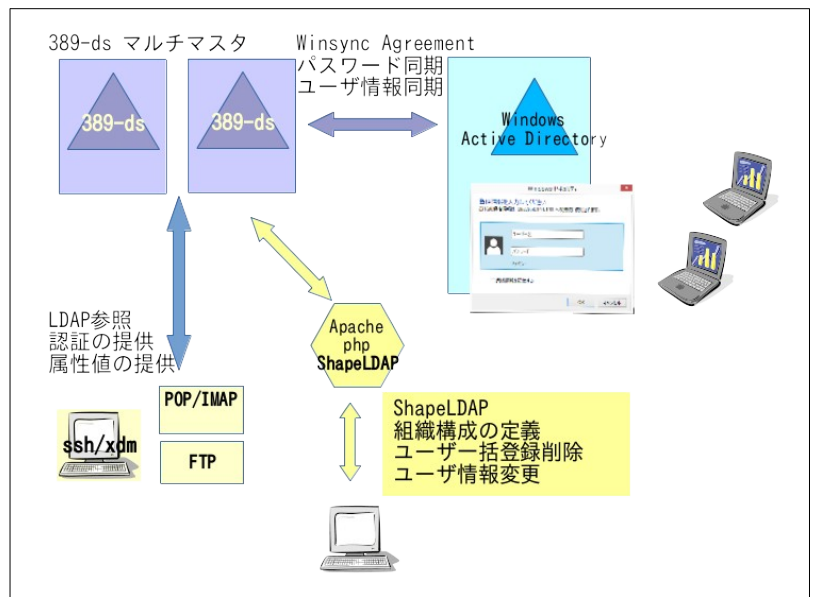 389-ds マルチマスタ
Winsync Agreement
パスワード同期
ユーザ情報同期
389-ds
389-ds
Windows
Active Directory
LDAP参照
認証の提供
属性値の提供
Apache
php
ShapeLDAP
POP/IMAP
ssh/xdm
FTP
ShapeLDAP
組織構成の定義
ユーザー括登録削除
ユーザ情報変更